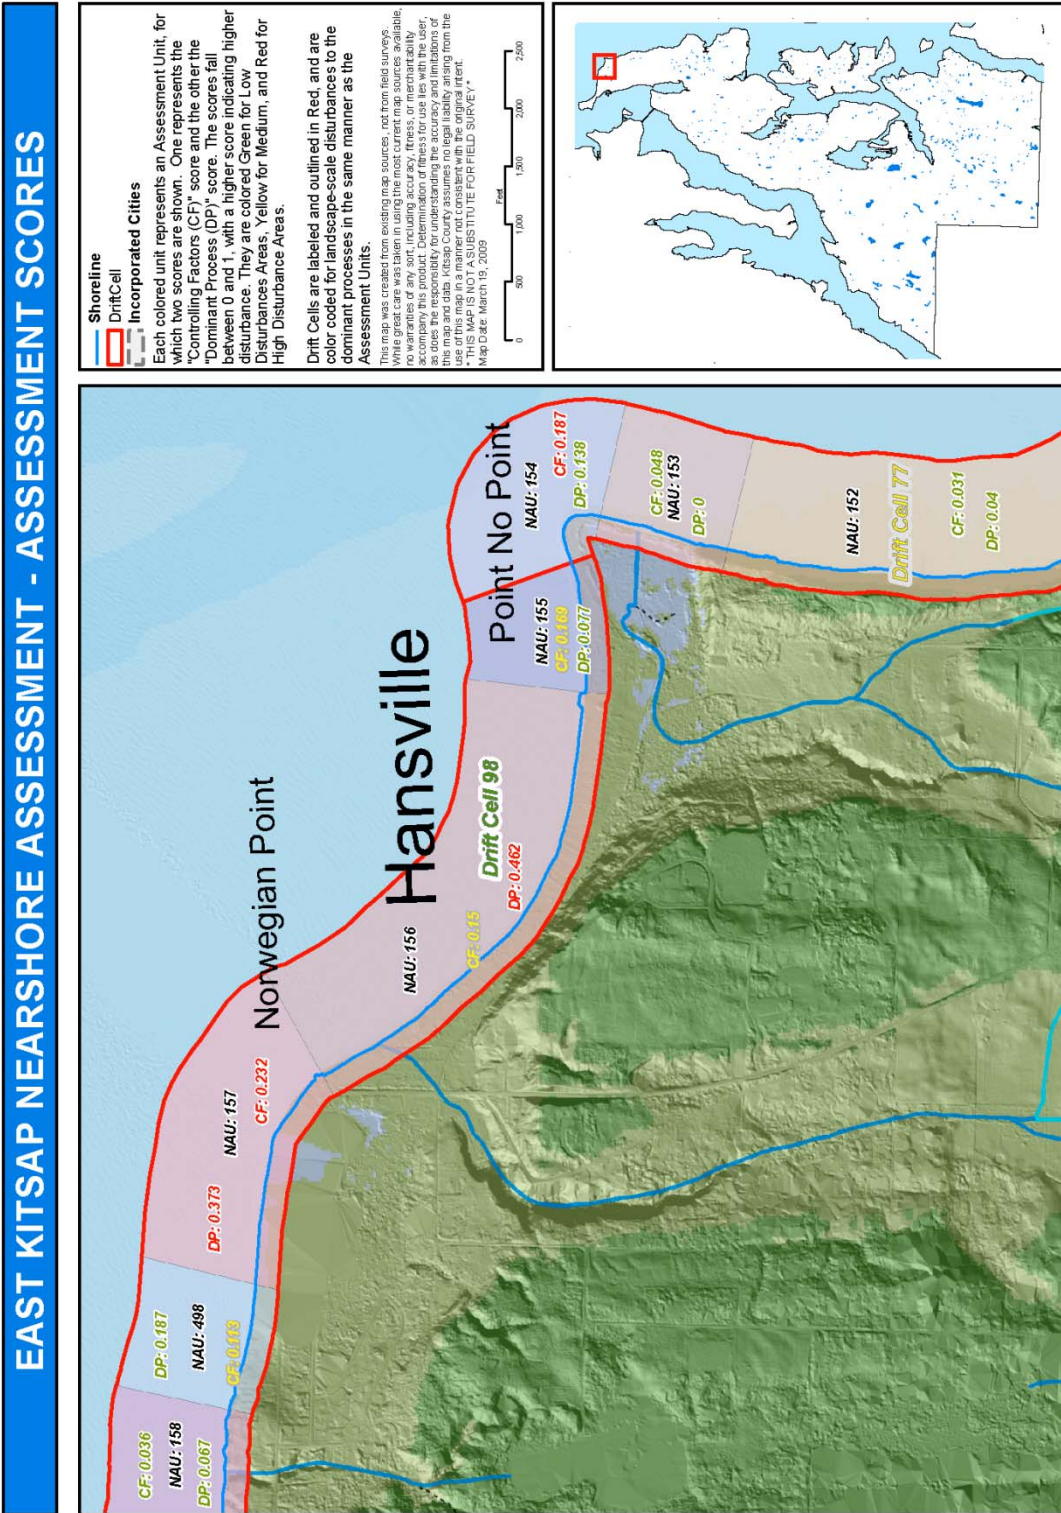 EAST KITSAP NEARSHORE ASSESSMENT - ASSESSMENT SCORES
Shoreline
DriftCell
Incorporated Cities
Each colored unit represents an Assessment Unit, for
which two scores are shown. One represents the
"Controlling Factors (CF)" score and the other the
"Dominant Process (DP)" score. The scores fall
between 0 and 1, with a higher score indicating higher
disturbance. They are colored Green for Low
Disturbances Areas, Yellow for Medium, and Red for
High Disturbance Areas.
Drift Cells are labeled and outlined in Red, and are
color coded for landscape-scale disturbances to the
dominant processes in the same manner as the
Assessment Units.
This map was created from existing map sources, not from field surveys.
While great care was taken in using the most current map sources available,
no warranties of any sort, including accuracy, fitness, or merchantability
accompany this product. Determination of fitness for use lies with the user,
as does the responsibility for understanding the accuracy and limitations of
this map and data. Kitsap County assumes no legal liability arising from the
use of this map in a manner not consistent with the original intent.
* THIS MAP IS NOT A SUBSTITUTE FOR FIELD SURVEY *
Map Date: March 19, 2009
Feet
0 500 1,000 1,500 2,000 2,500
CF: 0.036
NAU: 158
DP: 0.067
DP: 0.187
NAU: 498
CF: 0.113
DP: 0.373
NAU: 157
CF: 0.232
Norwegian Point
NAU: 156
Hansville
CF: 0.15
Drift Cell 98
DP: 0.462
Point No Point
NAU: 155
CF: 0.169
DP: 0.077
NAU: 154
CF: 0.187
DP: 0.138
CF: 0.048
NAU: 153
DP: 0
NAU: 152
Drift Cell 77
CF: 0.031
DP: 0.04